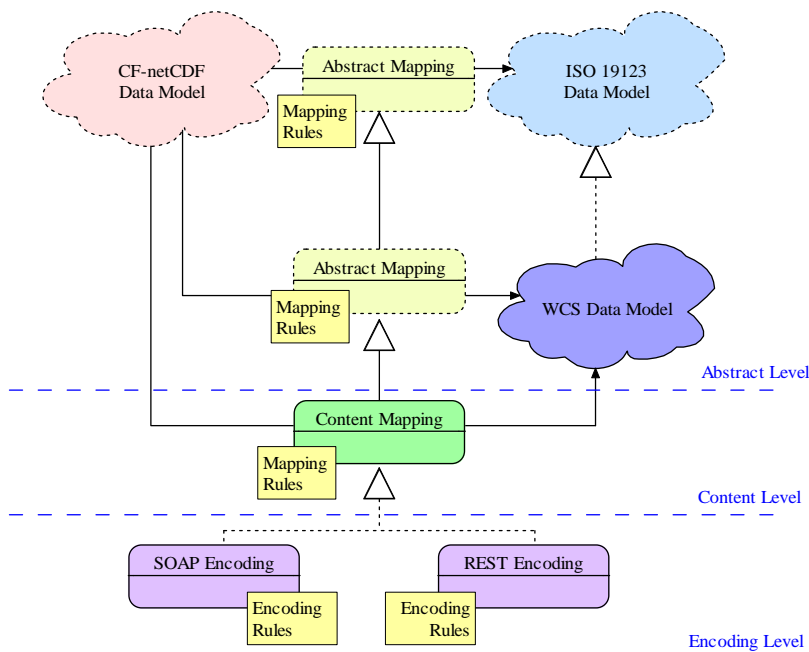 CF-netCDF
Data Model
Abstract Mapping
ISO 19123
Data Model
Mapping
Rules
Abstract Mapping
Mapping
Rules
WCS Data Model
Abstract Level
Content Mapping
Mapping
Rules
Content Level
SOAP Encoding
REST Encoding
Encoding
Rules
Encoding
Rules
Encoding Level